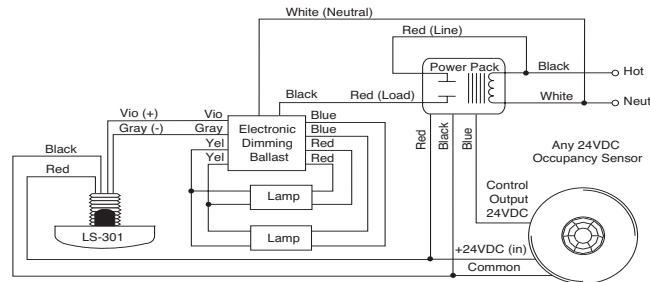 White (Neutral)
Red (Line)
Power Pack
Black
Hot
Black
Red (Load)
White
Neut
Vio (+)
Vio
Blue
Gray (-)
Gray
Electronic
Dimming
Ballast
Blue
Yel
Red
Yel
Red
Black
Red
Red
Black
Blue
Any 24VDC
Occupancy Sensor
Lamp
Control
Output
24VDC
LS-301
Lamp
+24VDC (in)
Common